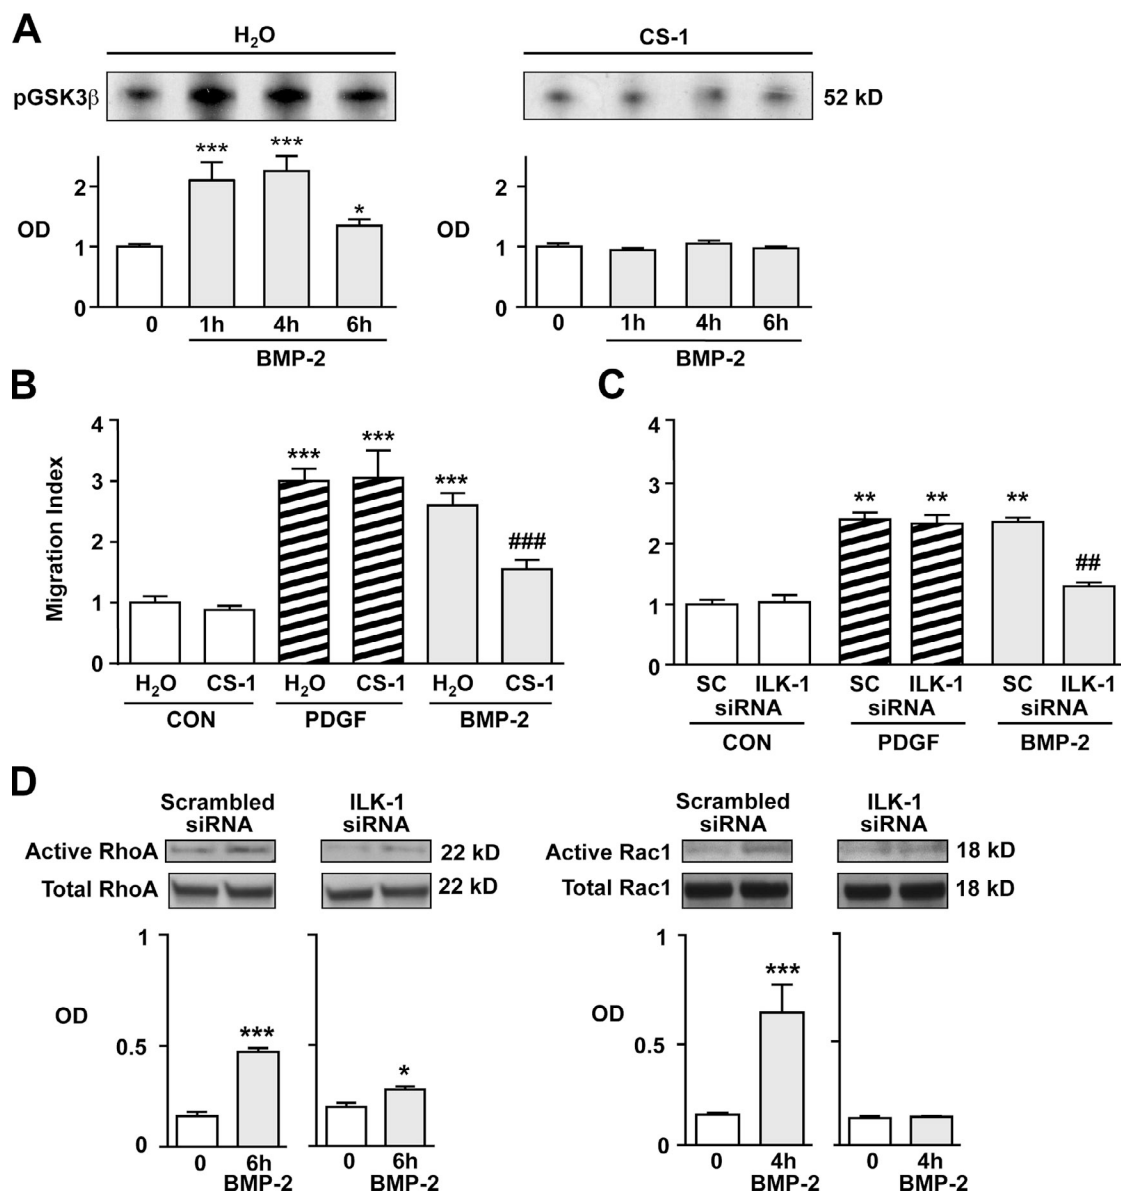 A
H2O
CS-1
pGSK3β
52 kD
*** *** *
OD
2
1
0
OD
2
1
0
0 1h 4h 6h
BMP-2
0 1h 4h 6h
BMP-2
B
Migration Index
4
3
2
1
0
*** *** *** ###
H2O CS-1 H2O CS-1 H2O CS-1
CON PDGF BMP-2
C
4
3
2
1
0
** ** ** ##
SC ILK-1 SC ILK-1 SC ILK-1
siRNA siRNA siRNA
CON PDGF BMP-2
D
Scrambled
siRNA
ILK-1
siRNA
Active RhoA
22 kD
Total RhoA
22 kD
OD
1
0.5
0
***
*
0 6h
BMP-2
0 6h
BMP-2
Scrambled
siRNA
ILK-1
siRNA
Active Rac1
18 kD
Total Rac1
18 kD
OD
1
0.5
0
***
0 4h
BMP-2
0 4h
BMP-2